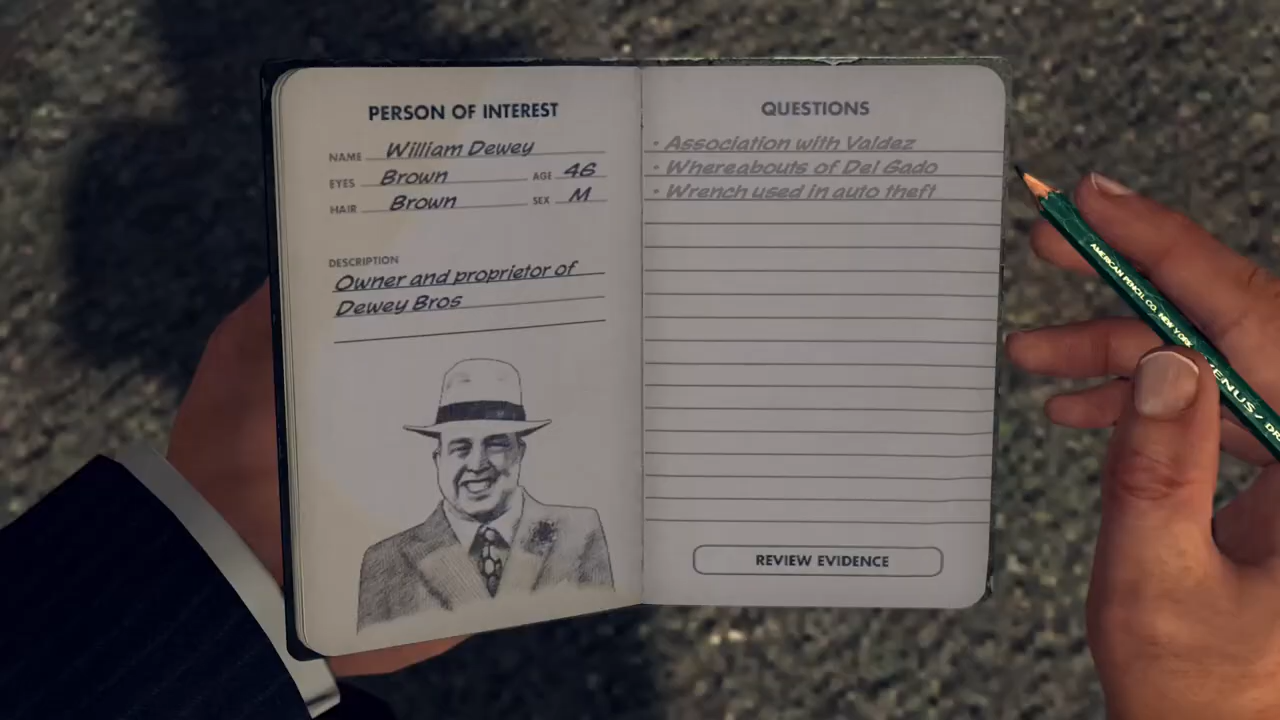 PERSON OF INTEREST
NAME William Dewey
EYES Brown AGE 46
HAIR Brown SEX M
DESCRIPTION
Owner and proprietor of
Dewey Bros
QUESTIONS
• Association with Valdez
• Whereabouts of Del Gado
• Wrench used in auto theft
REVIEW EVIDENCE
AMERICAN PENCIL CO. NEW YORK
VENUS